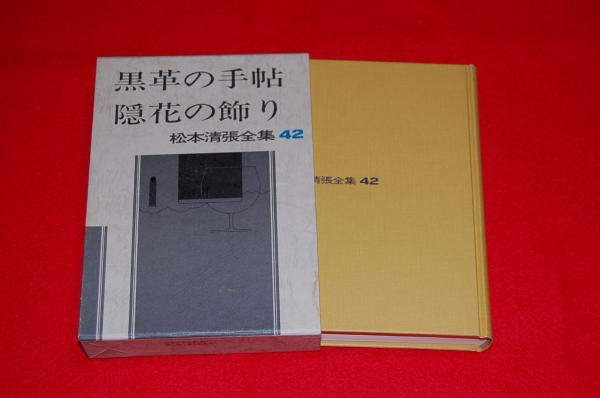 黒革の手帖
隠花の飾り
松本清張全集 42
清張全集 42